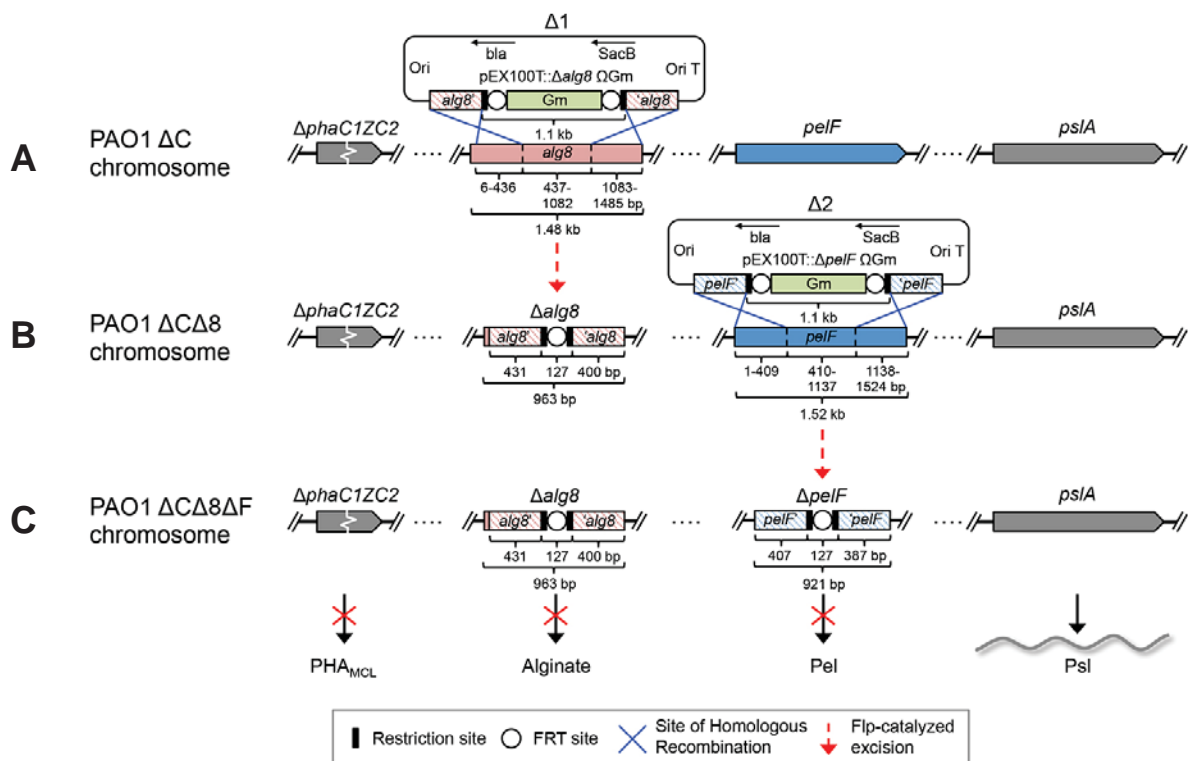 Δ1
bla
SacB
Ori
pEX100T::Δalg8 ΩGm
Ori T
alg8'
Gm
'alg8
1.1 kb
A
PAO1 ΔC
chromosome
ΔphaC1ZC2
alg8
pelF
pslA
6-436
437-
1082
1083-
1485 bp
1.48 kb
Δ2
bla
SacB
Ori
pEX100T::ΔpelF ΩGm
Ori T
pelF'
Gm
'pelF
1.1 kb
B
PAO1 ΔCΔ8
chromosome
ΔphaC1ZC2
Δalg8
alg8'
'alg8
pelF
pslA
431
127
400 bp
963 bp
1-409
410-
1137
1138-
1524 bp
1.52 kb
C
PAO1 ΔCΔ8ΔF
chromosome
ΔphaC1ZC2
Δalg8
alg8'
'alg8
ΔpelF
pelF'
'pelF
pslA
431
127
400 bp
963 bp
407
127
387 bp
921 bp
PHAMCL
Alginate
Pel
Psl
Restriction site
FRT site
Site of Homologous
Recombination
Flp-catalyzed
excision